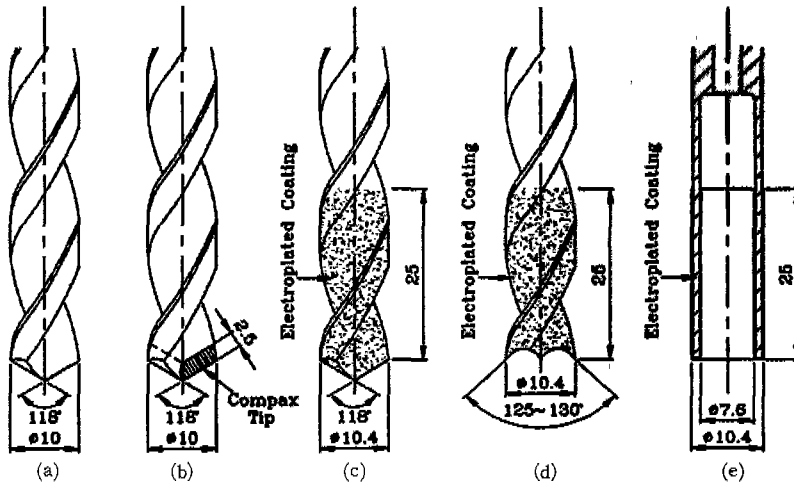 118°
ø10
(a)
2.5
Compax
Tip
118°
ø10
(b)
Electroplated Coating
25
118°
ø10.4
(c)
Electroplated Coating
25
ø10.4
125~130°
(d)
Electroplated Coating
25
ø7.6
ø10.4
(e)